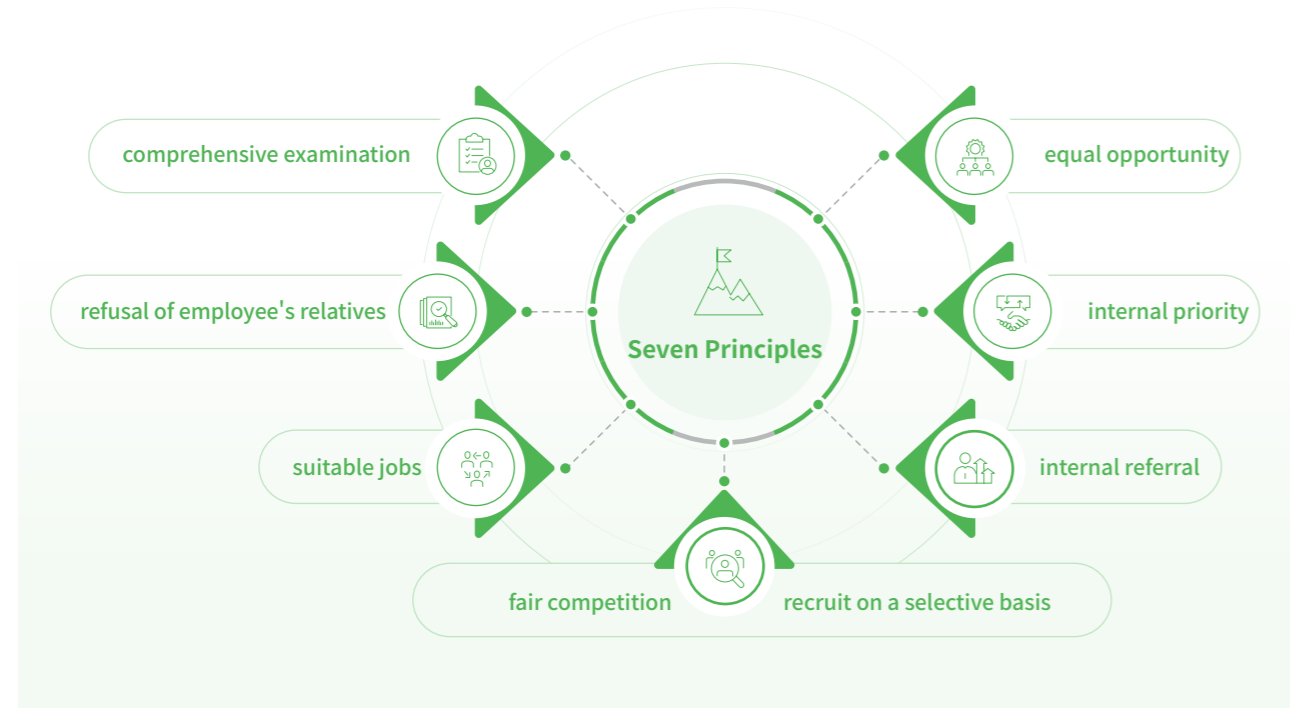 comprehensive examination
equal opportunity
refusal of employee's relatives
internal priority
Seven Principles
suitable jobs
internal referral
fair competition
recruit on a selective basis